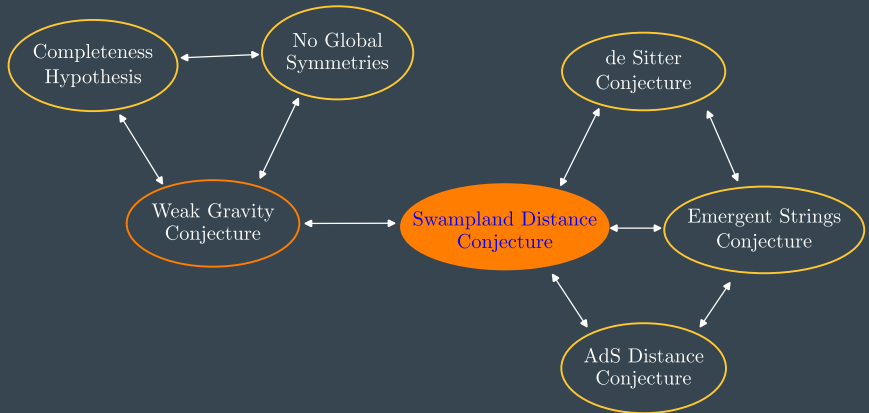 Completeness
Hypothesis
No Global
Symmetries
de Sitter
Conjecture
Weak Gravity
Conjecture
Swampland Distance
Conjecture
Emergent Strings
Conjecture
AdS Distance
Conjecture